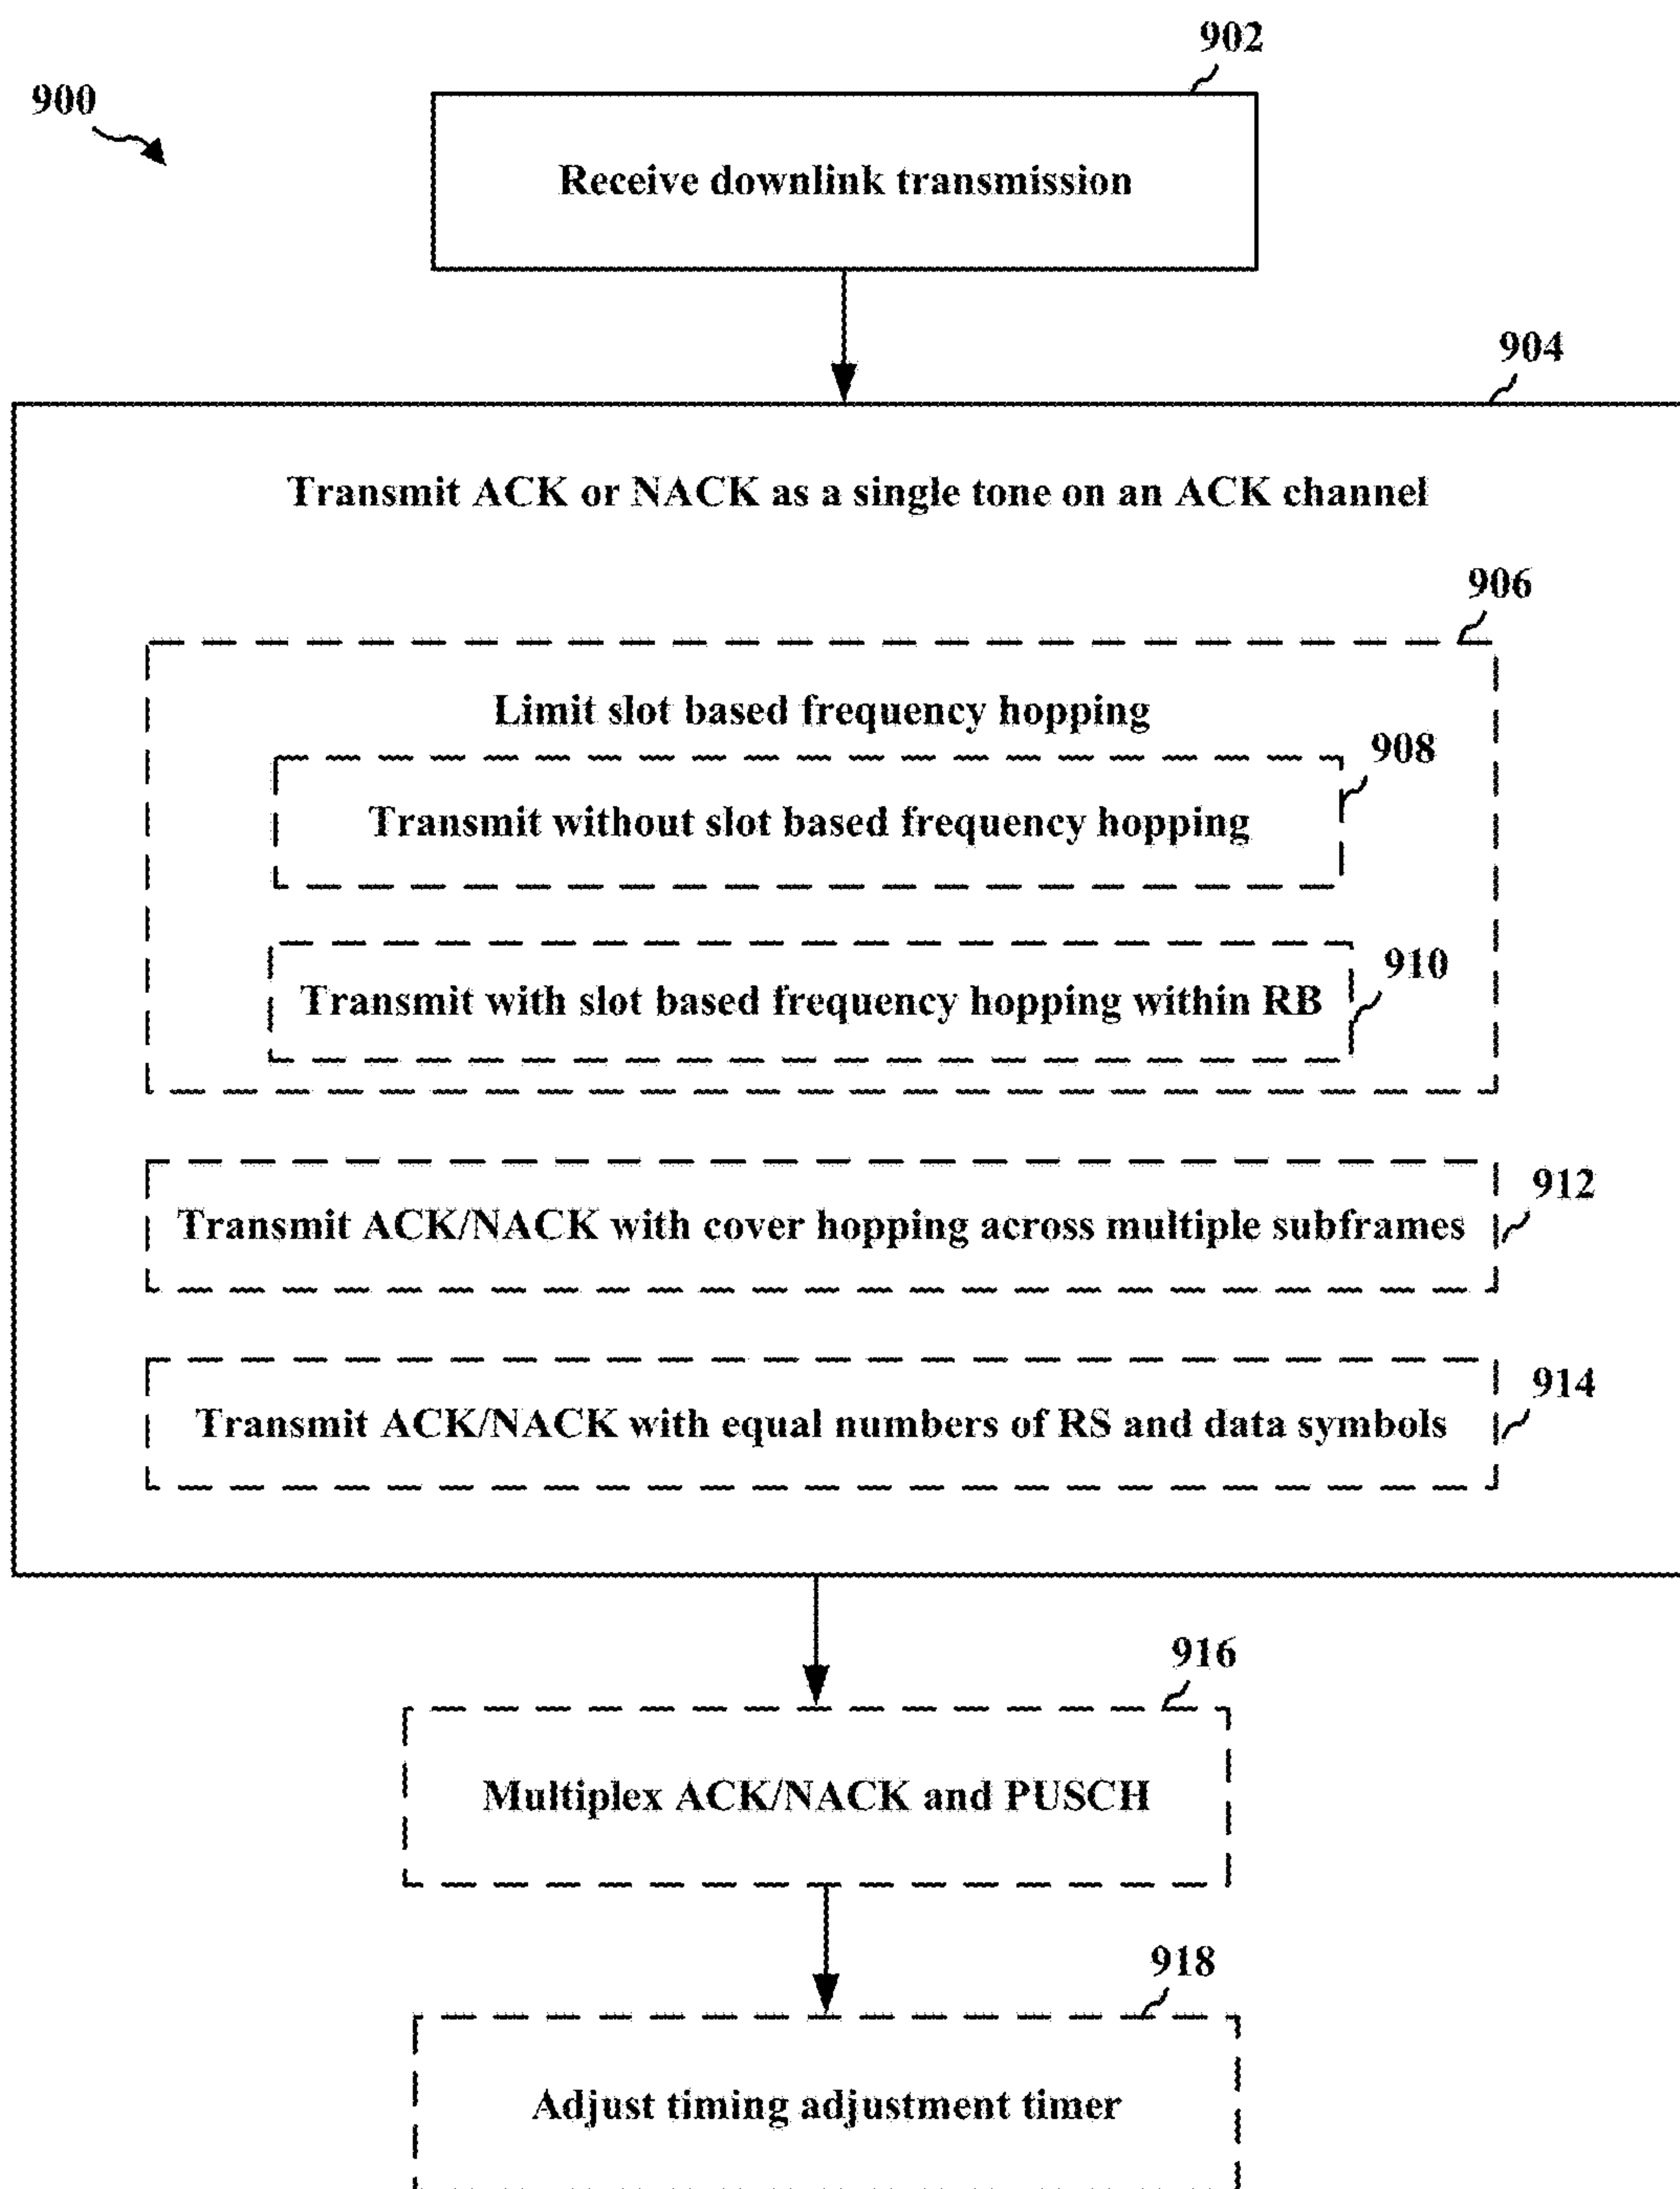 902
900
Receive downlink transmission
904
Transmit ACK or NACK as a single tone on an ACK channel
906
Limit slot based frequency hopping
908
Transmit without slot based frequency hopping
910
Transmit with slot based frequency hopping within RB
912
Transmit ACK/NACK with cover hopping across multiple subframes
914
Transmit ACK/NACK with equal numbers of RS and data symbols
916
Multiplex ACK/NACK and PUSCH
918
Adjust timing adjustment timer